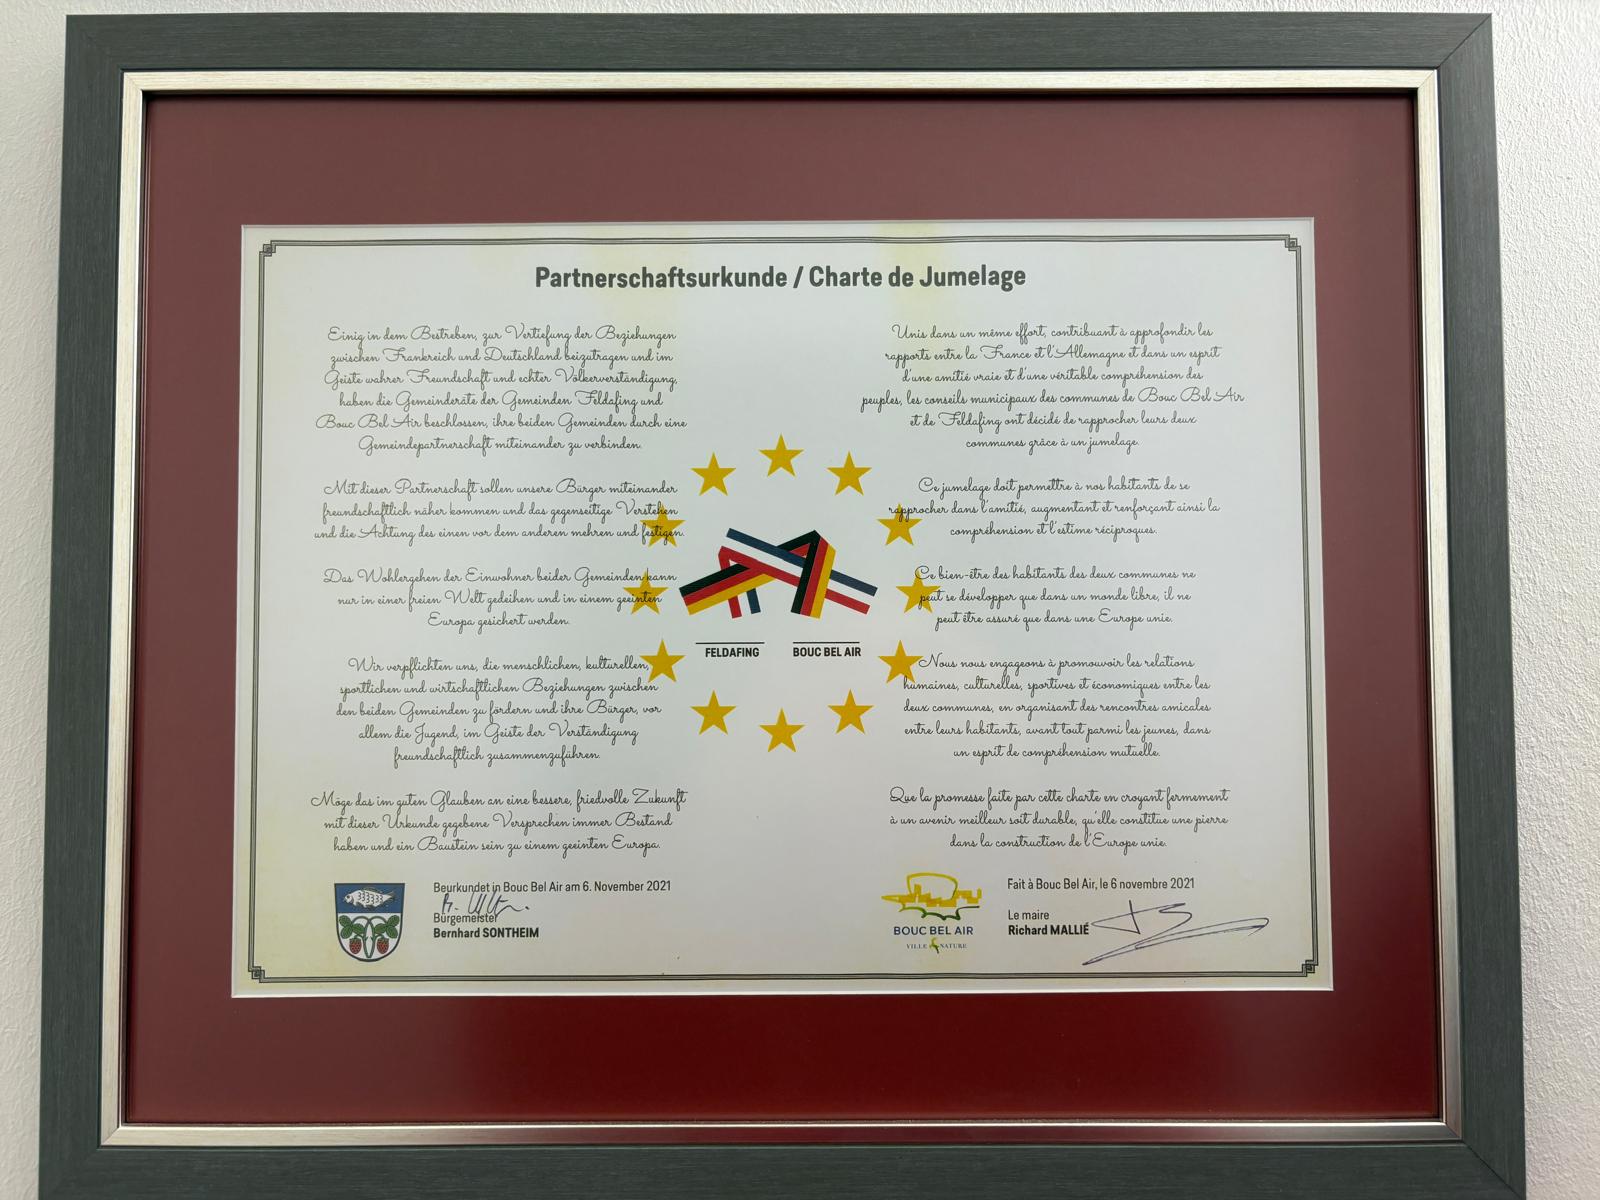 Partnerschaftsurkunde / Charte de Jumelage
Einig in dem Bestreben, zur Vertiefung der Beziehungen
zwischen Frankreich und Deutschland beizutragen und im
Geiste wahrer Freundschaft und echter Völkerverständigung,
haben die Gemeinderäte der Gemeinden Feldafing und
Bouc Bel Air beschlossen, ihre beiden Gemeinden durch eine
Gemeindepartnerschaft miteinander zu verbinden.
Mit dieser Partnerschaft sollen unsere Bürger miteinander
freundschaftlich näher kommen und das gegenseitige Verstehen
und die Achtung des einen vor dem anderen mehren und festigen.
Das Wohlergehen der Einwohner beider Gemeinden kann
nur in einer freien Welt gedeihen und in einem geeinten
Europa gesichert werden.
Wir verpflichten uns, die menschlichen, kulturellen,
sportlichen und wirtschaftlichen Beziehungen zwischen
den beiden Gemeinden zu fördern und ihre Bürger, vor
allem die Jugend, im Geiste der Verständigung
freundschaftlich zusammenzuführen.
Möge das im guten Glauben an eine bessere, friedvolle Zukunft
mit dieser Urkunde gegebene Versprechen immer Bestand
haben und ein Baustein sein zu einem geeinten Europa.
Beurkundet in Bouc Bel Air am 6. November 2021
Bürgemeister
Bernhard SONTHEIM
FELDAFING
BOUC BEL AIR
Unis dans un même effort, contribuant à approfondir les
rapports entre la France et l'Allemagne et dans un esprit
d'une amitié vraie et d'une véritable compréhension des
peuples, les conseils municipaux des communes de Bouc Bel Air
et de Feldafing ont décidé de rapprocher leurs deux
communes grâce à un jumelage.
Ce jumelage doit permettre à nos habitants de se
rapprocher dans l'amitié, augmentant et renforçant ainsi la
compréhension et l'estime réciproques.
Ce bien-être des habitants des deux communes ne
peut se développer que dans un monde libre, il ne
peut être assuré que dans une Europe unie.
Nous nous engageons à promouvoir les relations
humaines, culturelles, sportives et économiques entre les
deux communes, en organisant des rencontres amicales
entre leurs habitants, avant tout parmi les jeunes, dans
un esprit de compréhension mutuelle.
Que la promesse faite par cette charte en croyant fermement
à un avenir meilleur soit durable, qu'elle constitue une pierre
dans la construction de l'Europe unie.
BOUC BEL AIR
VILLE & NATURE
Fait à Bouc Bel Air, le 6 novembre 2021
Le maire
Richard MALLIÉ